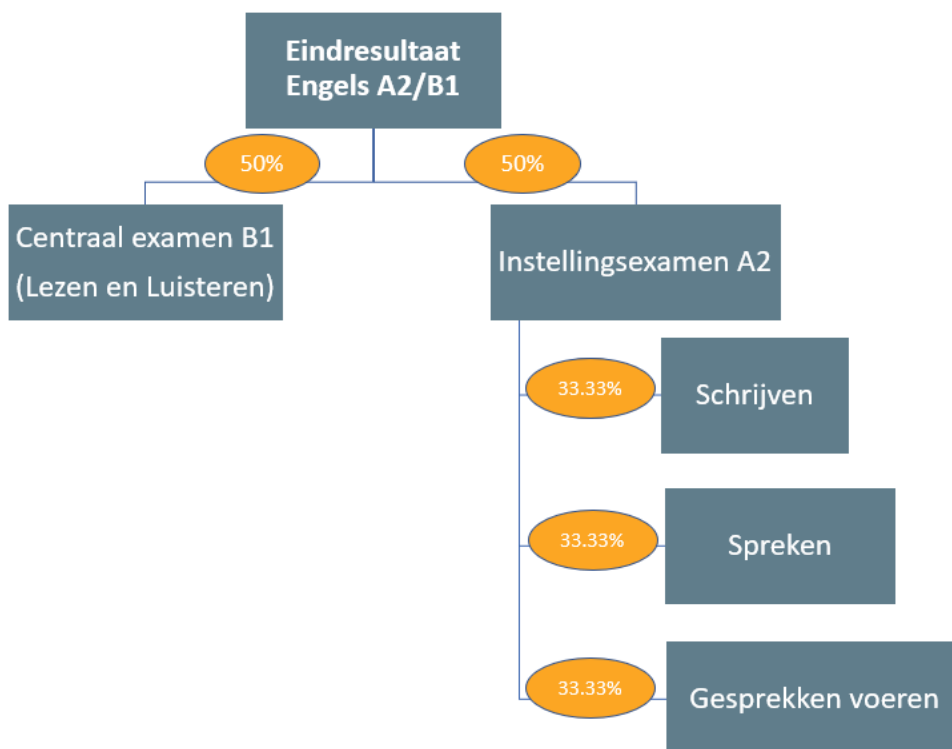 Eindresultaat
Engels A2/B1
50%
50%
Centraal examen B1
(Lezen en Luisteren)
Instellingsexamen A2
33.33%
Schrijven
33.33%
Spreken
33.33%
Gesprekken voeren